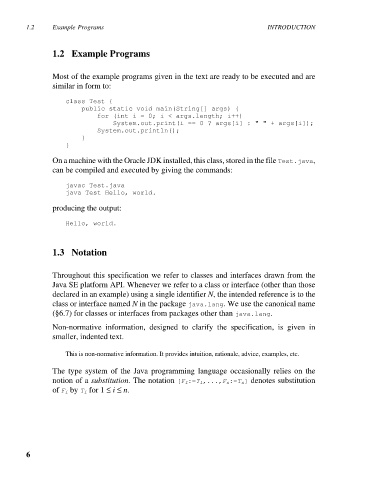 1.2 Example Programs INTRODUCTION
1.2 Example Programs
Most of the example programs given in the text are ready to be executed and are
similar in form to:
class Test {
public static void main(String[] args) {
for (int i = 0; i < args.length; i++)
System.out.print(i == 0 ? args[i] : " " + args[i]);
System.out.println();
}
}
On a machine with the Oracle JDK installed, this class, stored in the file Test.java,
can be compiled and executed by giving the commands:
javac Test.java
java Test Hello, world.
producing the output:
Hello, world.
1.3 Notation
Throughout this specification we refer to classes and interfaces drawn from the
Java SE platform API. Whenever we refer to a class or interface (other than those
declared in an example) using a single identifier N, the intended reference is to the
class or interface named N in the package java.lang. We use the canonical name
(§6.7) for classes or interfaces from packages other than java.lang.
Non-normative information, designed to clarify the specification, is given in
smaller, indented text.
This is non-normative information. It provides intuition, rationale, advice, examples, etc.
The type system of the Java programming language occasionally relies on the
notion of a substitution. The notation [F₁:=T₁,...,Fₙ:=Tₙ] denotes substitution
of Fᵢ by Tᵢ for 1 ≤ i ≤ n.
6